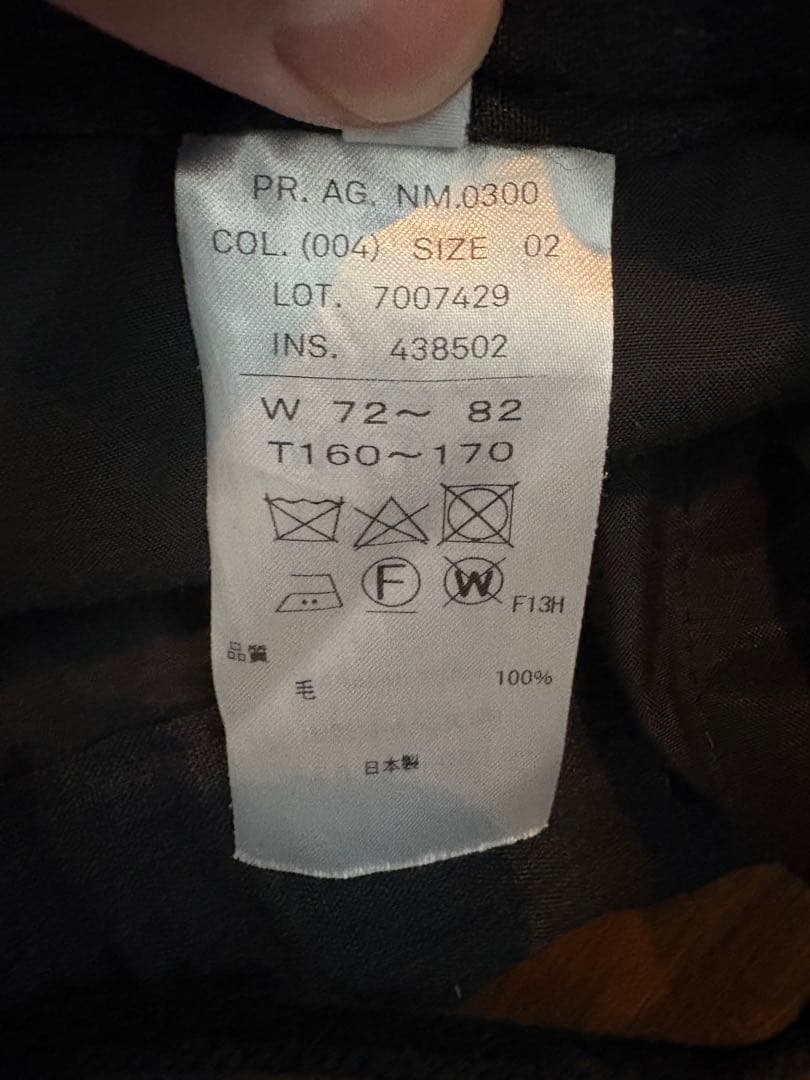 PR. AG. NM.0300
COL. (004) SIZE 02
LOT. 7007429
INS. 438502
W 72〜 82
T160〜170
F W F13H
品質
毛 100%
日本製